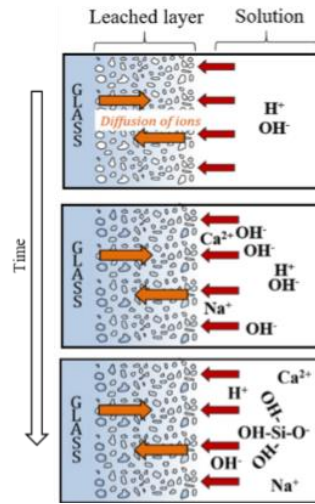 Leached layer Solution
Time
GLASS
H⁺
OH⁻
Diffusion of ions
GLASS
Ca²⁺ OH⁻
OH⁻
H⁺
OH⁻
Na⁺
OH⁻
GLASS
Ca²⁺
H⁺
OH-
OH-Si-O⁻
OH⁻ OH-
Na⁺